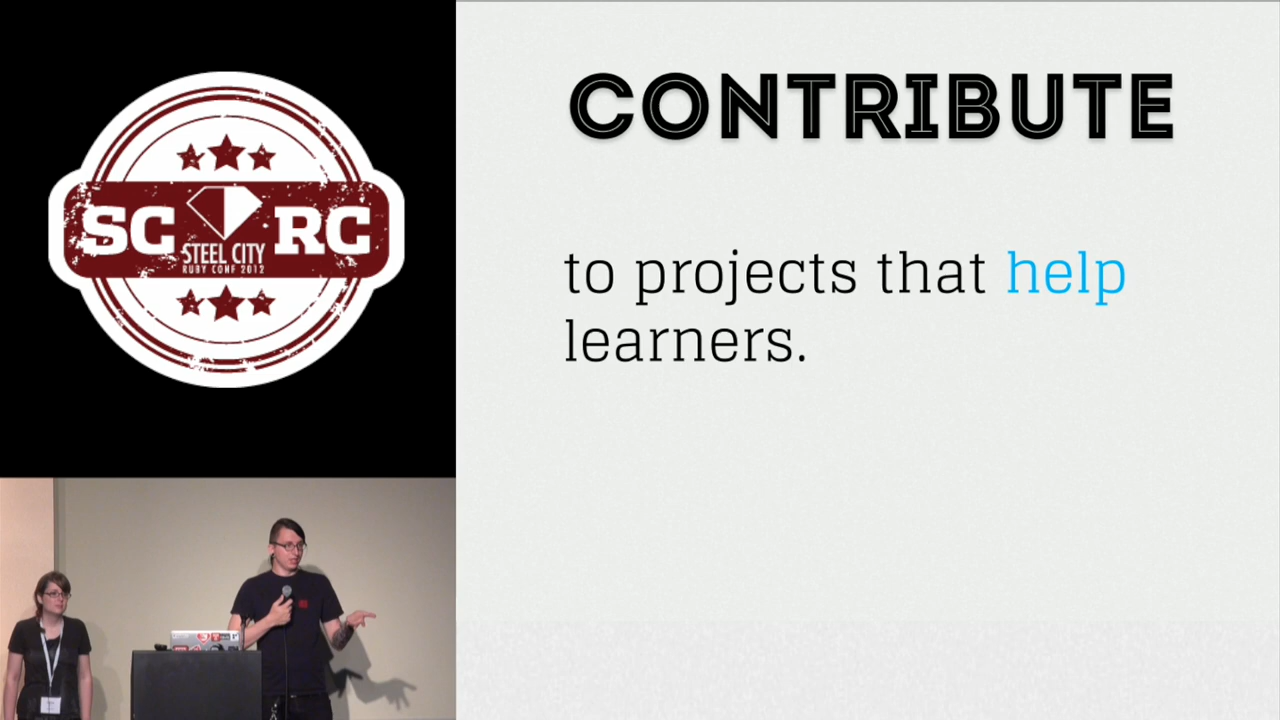 SC RC
STEEL CITY
RUBY CONF 2012
CONTRIBUTE
to projects that help
learners.